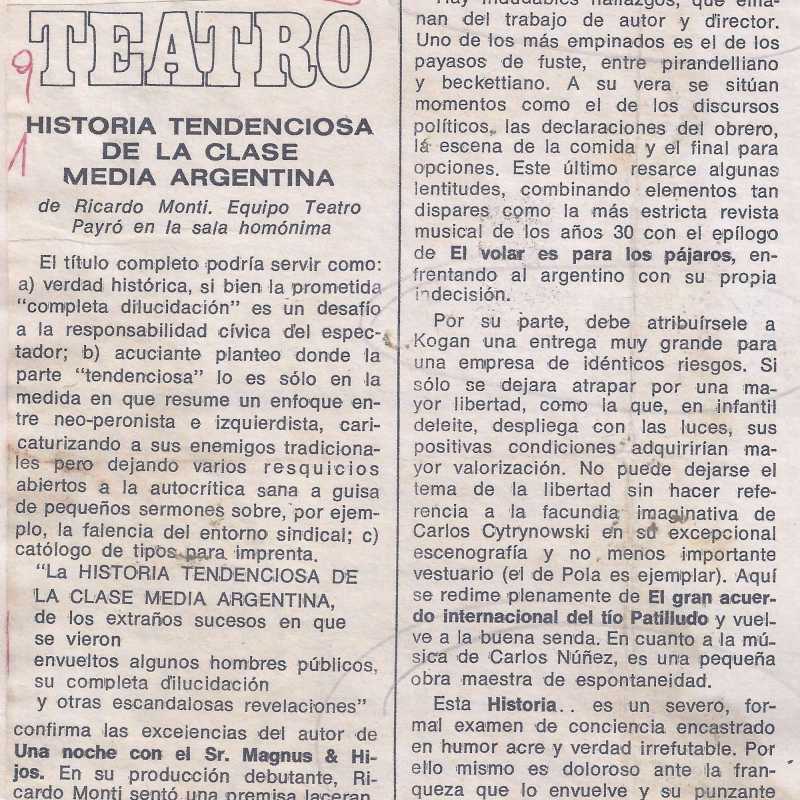 TEATRO
9
1
HISTORIA TENDENCIOSA
DE LA CLASE
MEDIA ARGENTINA
de Ricardo Monti. Equipo Teatro
Payró en la sala homónima
El título completo podría servir como:
a) verdad histórica, si bien la prometida
"completa dilucidación" es un desafío
a la responsabilidad cívica del espec-
tador; b) acuciante planteo donde la
parte "tendenciosa" lo es sólo en la
medida en que resume un enfoque en-
tre neo-peronista e izquierdista, cari-
caturizando a sus enemigos tradiciona-
les pero dejando varios resquicios
abiertos a la autocrítica sana a guisa
de pequeños sermones sobre, por ejem-
plo, la falencia del entorno sindical; c)
católogo de tipos para imprenta.
"La HISTORIA TENDENCIOSA DE
LA CLASE MEDIA ARGENTINA,
de los extraños sucesos en que
se vieron
envueltos algunos hombres públicos,
su completa dilucidación
y otras escandalosas revelaciones"
confirma las excelencias del autor de
Una noche con el Sr. Magnus & Hi-
jos. En su producción debutante, Ri-
cardo Monti sentó una premisa laceran
Hay indudables hallazgos, que ema-
nan del trabajo de autor y director.
Uno de los más empinados es el de los
payasos de fuste, entre pirandelliano
y beckettiano. A su vera se sitúan
momentos como el de los discursos
políticos, las declaraciones del obrero,
lá escena de la comida y el final para
opciones. Este último resarce algunas
lentitudes, combinando elementos tan
dispares como la más estricta revista
musical de los años 30 con el epílogo
de El volar es para los pájaros, en-
frentando al argentino con su propia
indecisión.
Por su parte, debe atribuírsele a
Kogan una entrega muy grande para
una empresa de idénticos riesgos. Si
sólo se dejara atrapar por una ma-
yor libertad, como la que, en infantil
deleite, despliega con las luces, sus
positivas condiciones adquirirían ma-
yor valorización. No puede dejarse el
tema de la libertad sin hacer refe-
rencia a la facundia imaginativa de
Carlos Cytrynowski en su excepcional
escenografía y no menos importante
vestuario (el de Pola es ejemplar). Aquí
se redime plenamente de El gran acuer-
do internacional del tío Patilludo y vuel-
ve a la buena senda. En cuanto a la mú-
sica de Carlos Núñez, es una pequeña
obra maestra de espontaneidad.
Esta Historia.. es un severo, for-
mal examen de conciencia encastrado
en humor acre y verdad irrefutable. Por
ello mismo es doloroso ante la fran-
queza que lo envuelve y su punzante